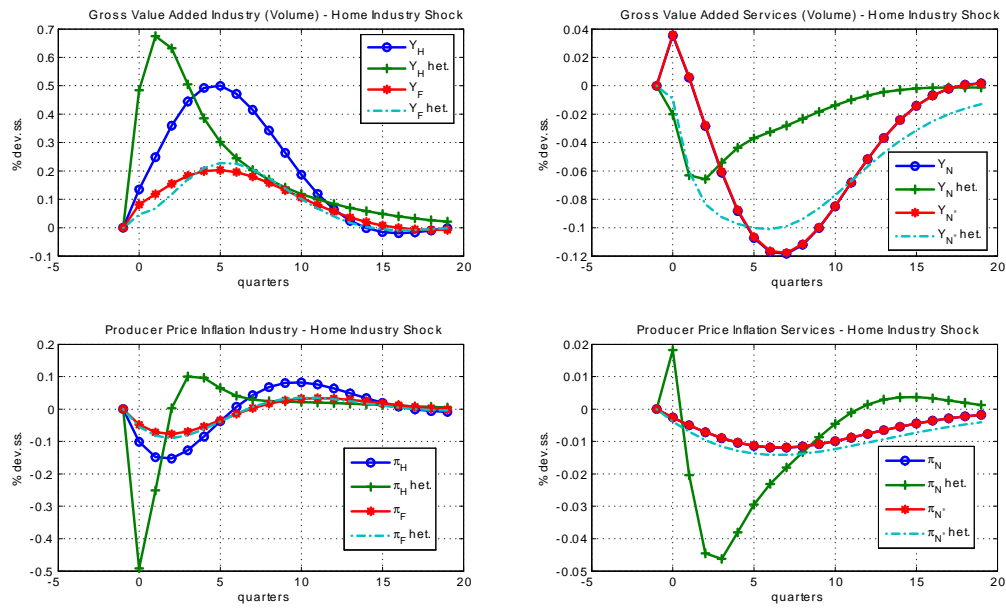 Gross Value Added Industry (Volume) - Home Industry Shock
0.7
0.6
0.5
0.4
0.3
0.2
0.1
0
-0.1
% dev. ss.
-5 0 5 10 15 20
quarters
Y_H
Y_H het.
Y_F
Y_F het.
Gross Value Added Services (Volume) - Home Industry Shock
0.04
0.02
0
-0.02
-0.04
-0.06
-0.08
-0.1
-0.12
% dev. ss.
-5 0 5 10 15 20
quarters
Y_N
Y_N het.
Y_N*
Y_N* het.
Producer Price Inflation Industry - Home Industry Shock
0.2
0.1
0
-0.1
-0.2
-0.3
-0.4
-0.5
% dev. ss.
-5 0 5 10 15 20
quarters
π_H
π_H het.
π_F
π_F het.
Producer Price Inflation Services - Home Industry Shock
0.02
0.01
0
-0.01
-0.02
-0.03
-0.04
-0.05
% dev. ss.
-5 0 5 10 15 20
quarters
π_N
π_N het.
π_N*
π_N* het.